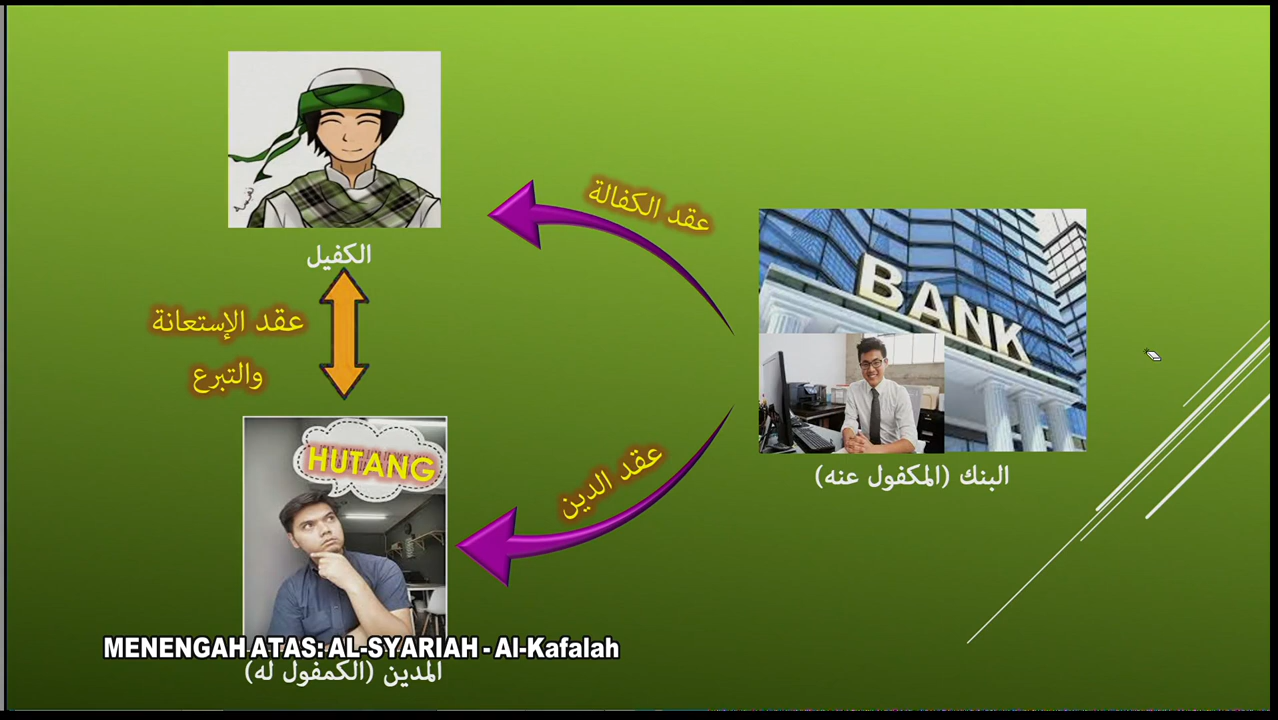 عقد الكفالة
الكفيل
BANK
عقد الإستعانة
والتبرع
HUTANG
عقد الدين
البنك (المكفول عنه)
MENENGAH ATAS: AL-SYARIAH - Al-Kafalah
المدين (الكمفول له)